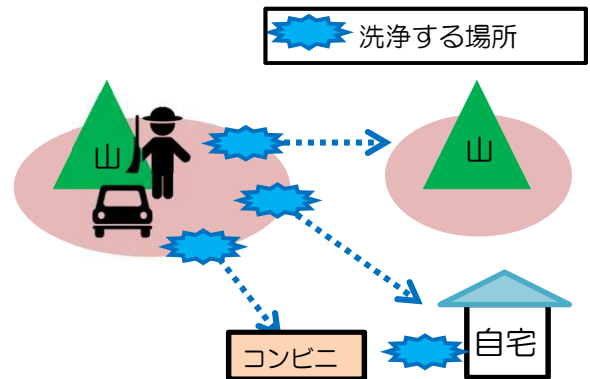 洗浄する場所
山
山
コンビニ
自宅